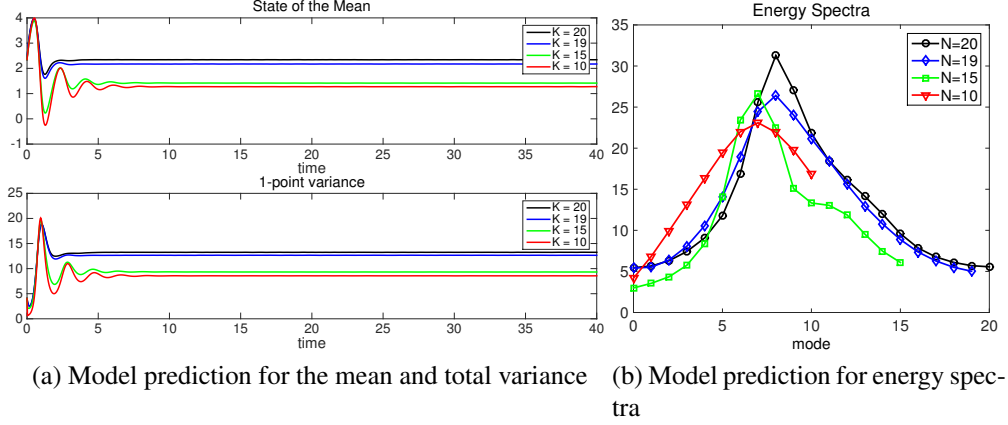 State of the Mean
4
3
2
1
0
-1
K = 20
K = 19
K = 15
K = 10
0 5 10 15 20 25 30 35 40
time
1-point variance
25
20
15
10
5
0
K = 20
K = 19
K = 15
K = 10
0 5 10 15 20 25 30 35 40
time
(a) Model prediction for the mean and total variance
Energy Spectra
35
30
25
20
15
10
5
0
N=20
N=19
N=15
N=10
0 5 10 15 20
mode
(b) Model prediction for energy spec-
tra